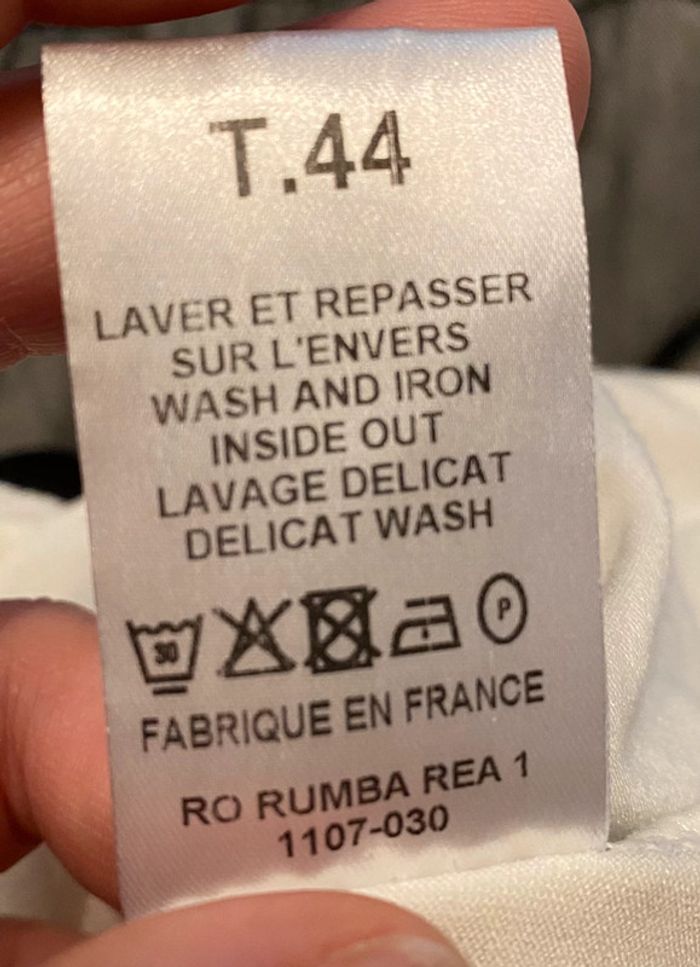 T.44
LAVER ET REPASSER
SUR L'ENVERS
WASH AND IRON
INSIDE OUT
LAVAGE DELICAT
DELICAT WASH
30
P
FABRIQUE EN FRANCE
RO RUMBA REA 1
1107-030